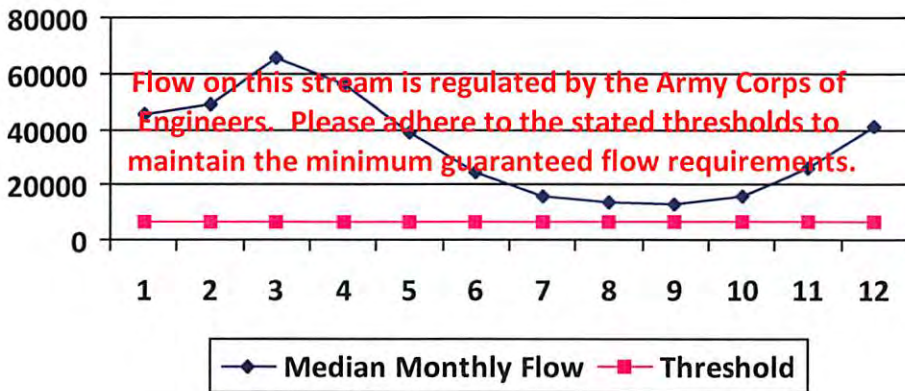 80000
60000
40000
20000
0
Flow on this stream is regulated by the Army Corps of
Engineers. Please adhere to the stated thresholds to
maintain the minimum guaranteed flow requirements.
1 2 3 4 5 6 7 8 9 10 11 12
Median Monthly Flow Threshold